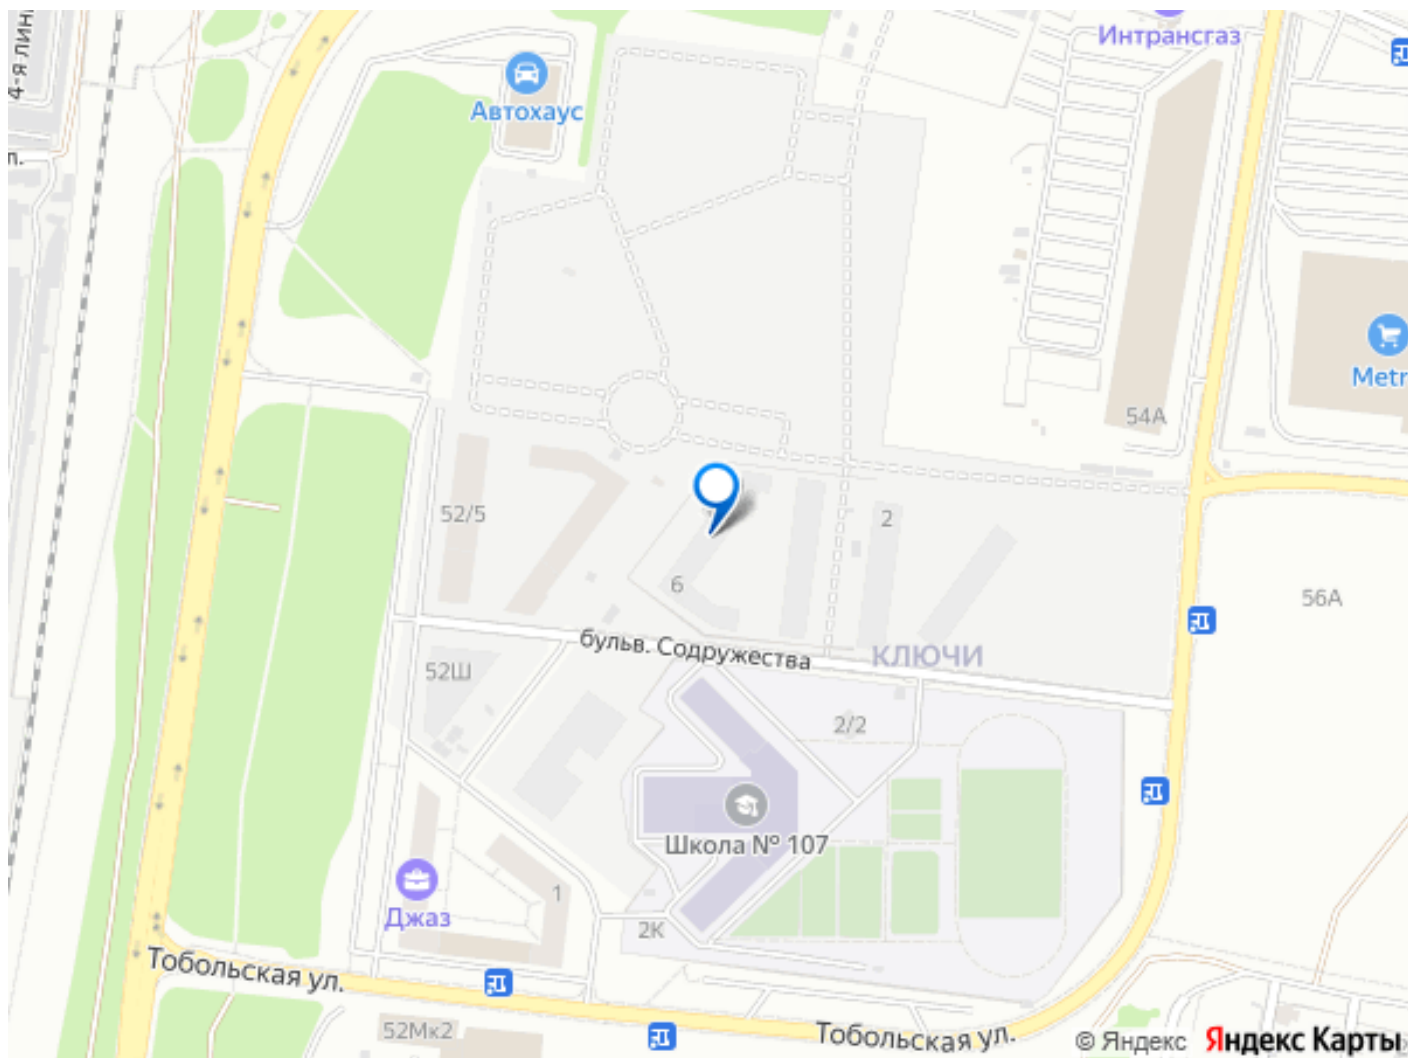 4-я лин
Интрансгаз
Автохаус
л.
Metr
54А
52/5
2
6
56А
бульв. Содружества
КЛЮЧИ
52Ш
2/2
Школа № 107
1
Джаз
2К
Тобольская ул.
52Мк2
Тобольская ул.
© Яндекс Яндекс Карты